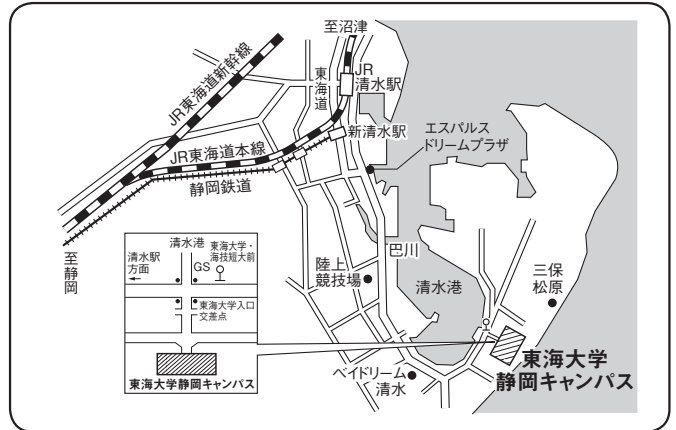 至沼津
JR
清水駅
東海道
JR東海道新幹線
新清水駅
エスパルス
ドリームプラザ
JR東海道本線
静岡鉄道
至静岡
巴川
陸上
競技場
清水港
三保
松原
東海大学
静岡キャンパス
ベイドリーム
清水
清水港
清水駅
方面
GS
東海大学・
海技短大前
東海大学入口
交差点
東海大学静岡キャンパス